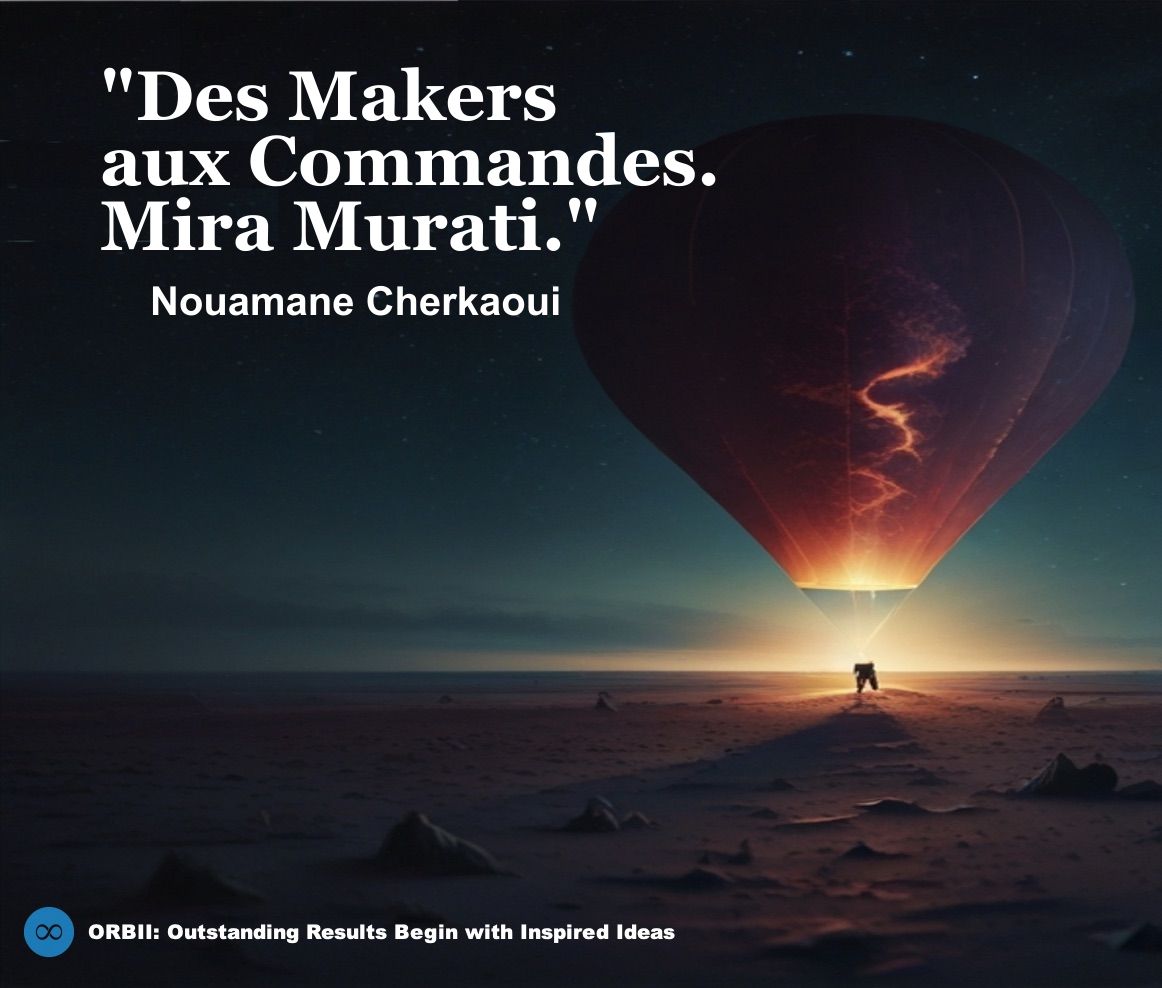 "Des Makers
aux Commandes.
Mira Murati."
Nouamane Cherkaoui
ORBII: Outstanding Results Begin with Inspired Ideas